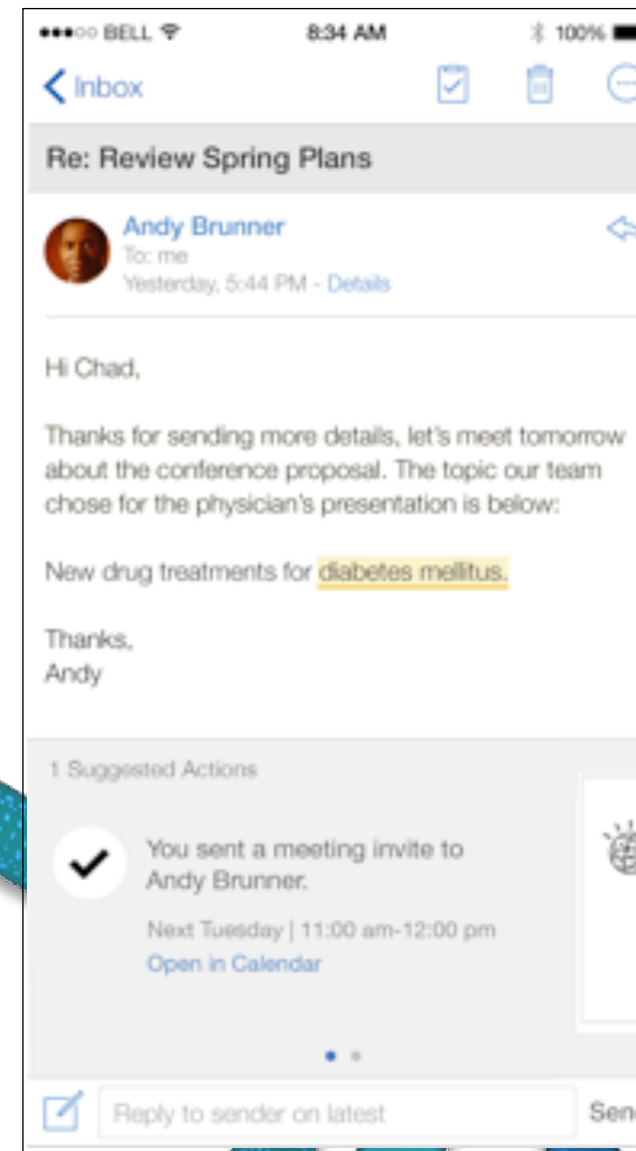 BELL 8:34 AM 100%
Inbox
Re: Review Spring Plans
Andy Brunner
To: me
Yesterday, 5:44 PM - Details
Hi Chad,
Thanks for sending more details, let's meet tomorrow
about the conference proposal. The topic our team
chose for the physician's presentation is below:
New drug treatments for diabetes mellitus.
Thanks,
Andy
1 Suggested Actions
You sent a meeting invite to
Andy Brunner.
Next Tuesday | 11:00 am-12:00 pm
Open in Calendar
Reply to sender on latest